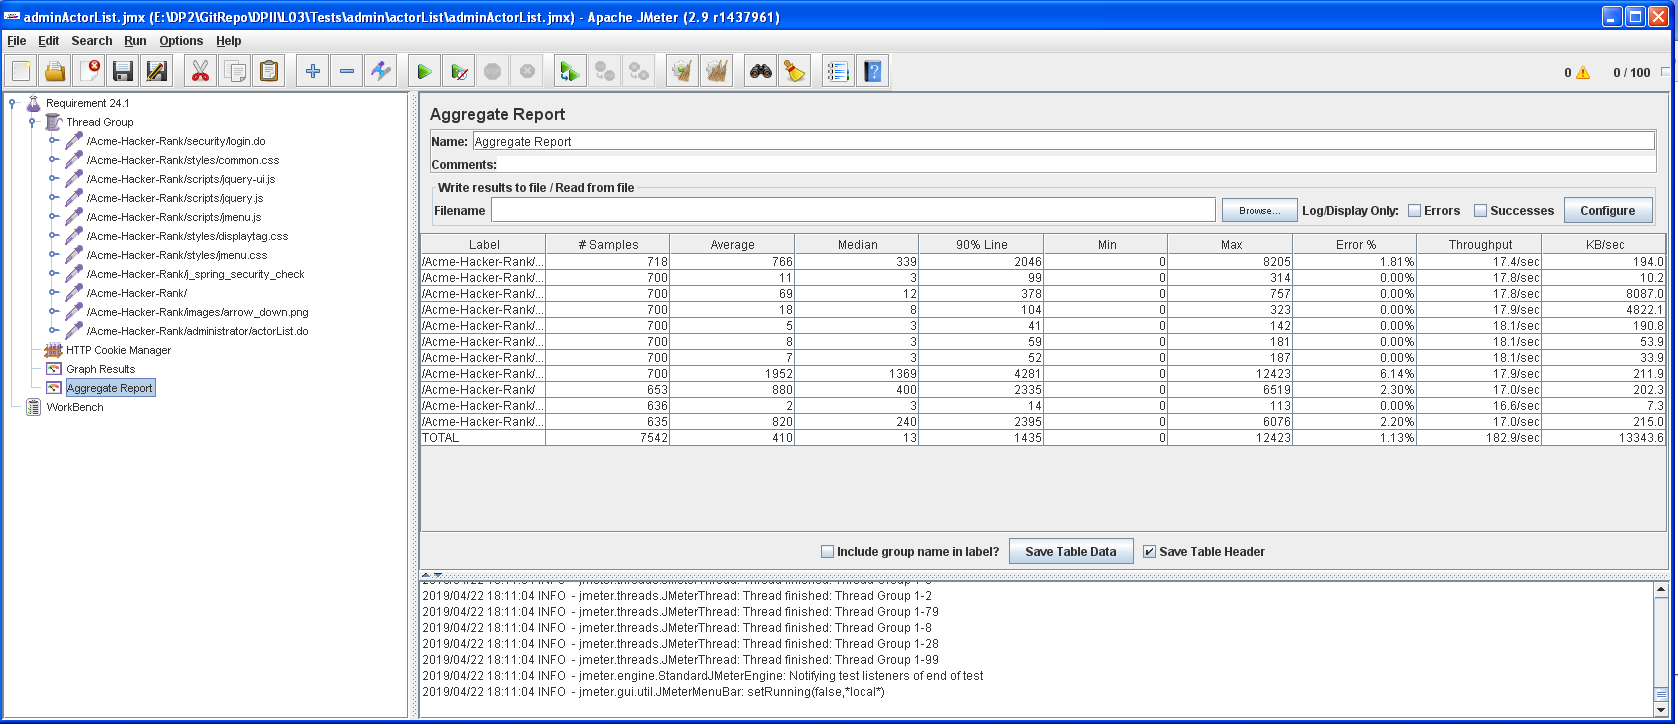 adminActorList.jmx (E:\DP2\GitRepo\DPII\L03\Tests\admin\actorList\adminActorList.jmx) - Apache JMeter (2.9 r1437961)
File Edit Search Run Options Help
0 0 / 100
Requirement 24.1
Thread Group
/Acme-Hacker-Rank/security/login.do
/Acme-Hacker-Rank/styles/common.css
/Acme-Hacker-Rank/scripts/jquery-ui.js
/Acme-Hacker-Rank/scripts/jquery.js
/Acme-Hacker-Rank/scripts/jmenu.js
/Acme-Hacker-Rank/styles/displaytag.css
/Acme-Hacker-Rank/styles/jmenu.css
/Acme-Hacker-Rank/j_spring_security_check
/Acme-Hacker-Rank/
/Acme-Hacker-Rank/images/arrow_down.png
/Acme-Hacker-Rank/administrator/actorList.do
HTTP Cookie Manager
Graph Results
Aggregate Report
WorkBench
Aggregate Report
Name: Aggregate Report
Comments:
Write results to file / Read from file
Filename Browse... Log/Display Only: Errors Successes Configure
Label # Samples Average Median 90% Line Min Max Error % Throughput KB/sec
/Acme-Hacker-Rank/... 718 766 339 2046 0 8205 1.81% 17.4/sec 194.0
/Acme-Hacker-Rank/... 700 11 3 99 0 314 0.00% 17.8/sec 10.2
/Acme-Hacker-Rank/... 700 69 12 378 0 757 0.00% 17.8/sec 8087.0
/Acme-Hacker-Rank/... 700 18 8 104 0 323 0.00% 17.9/sec 4822.1
/Acme-Hacker-Rank/... 700 5 3 41 0 142 0.00% 18.1/sec 190.8
/Acme-Hacker-Rank/... 700 8 3 59 0 181 0.00% 18.1/sec 53.9
/Acme-Hacker-Rank/... 700 7 3 52 0 187 0.00% 18.1/sec 33.9
/Acme-Hacker-Rank/... 700 1952 1369 4281 0 12423 6.14% 17.9/sec 211.9
/Acme-Hacker-Rank/ 653 880 400 2335 0 6519 2.30% 17.0/sec 202.3
/Acme-Hacker-Rank/... 636 2 3 14 0 113 0.00% 16.6/sec 7.3
/Acme-Hacker-Rank/... 635 820 240 2395 0 6076 2.20% 17.0/sec 215.0
TOTAL 7542 410 13 1435 0 12423 1.13% 182.9/sec 13343.6
Include group name in label? Save Table Data Save Table Header
2019/04/22 18:11:04 INFO - jmeter.threads.JMeterThread: Thread finished: Thread Group 1-2
2019/04/22 18:11:04 INFO - jmeter.threads.JMeterThread: Thread finished: Thread Group 1-79
2019/04/22 18:11:04 INFO - jmeter.threads.JMeterThread: Thread finished: Thread Group 1-8
2019/04/22 18:11:04 INFO - jmeter.threads.JMeterThread: Thread finished: Thread Group 1-28
2019/04/22 18:11:04 INFO - jmeter.threads.JMeterThread: Thread finished: Thread Group 1-99
2019/04/22 18:11:04 INFO - jmeter.engine.StandardJMeterEngine: Notifying test listeners of end of test
2019/04/22 18:11:04 INFO - jmeter.gui.util.JMeterMenuBar: setRunning(false,*local*)